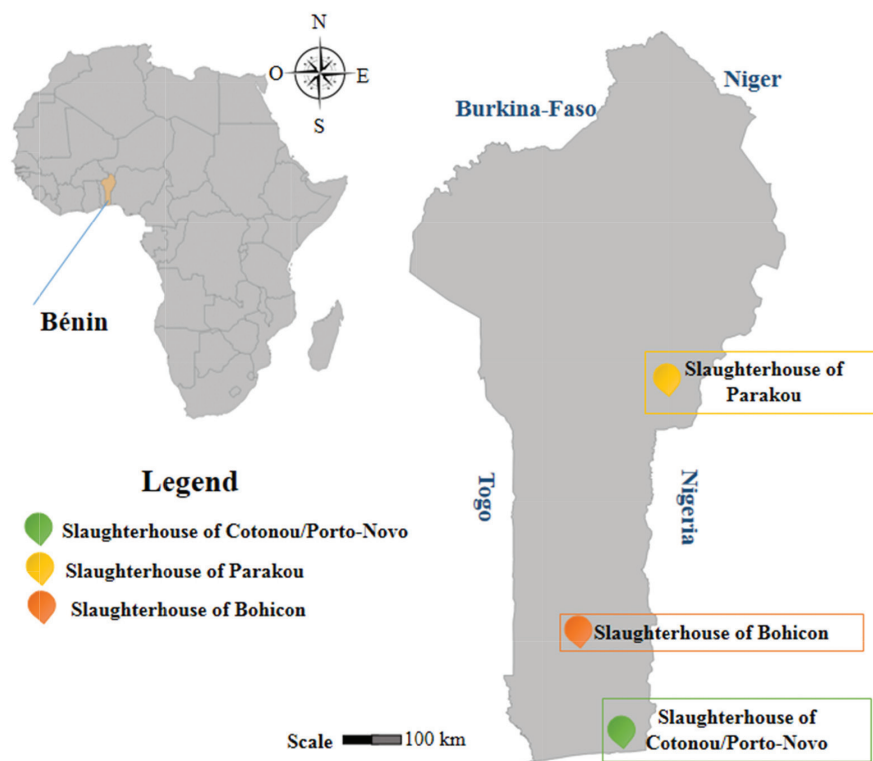 N
O
E
S
Bénin
Burkina-Faso
Niger
Slaughterhouse of
Parakou
Togo
Nigeria
Legend
Slaughterhouse of Cotonou/Porto-Novo
Slaughterhouse of Parakou
Slaughterhouse of Bohicon
Slaughterhouse of Bohicon
Slaughterhouse of
Cotonou/Porto-Novo
Scale 100 km